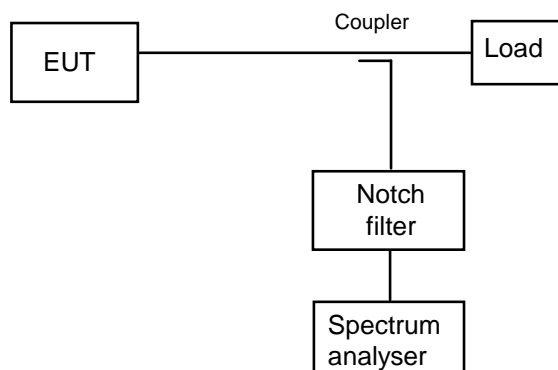 Coupler
EUT
Load
Notch
filter
Spectrum
analyser